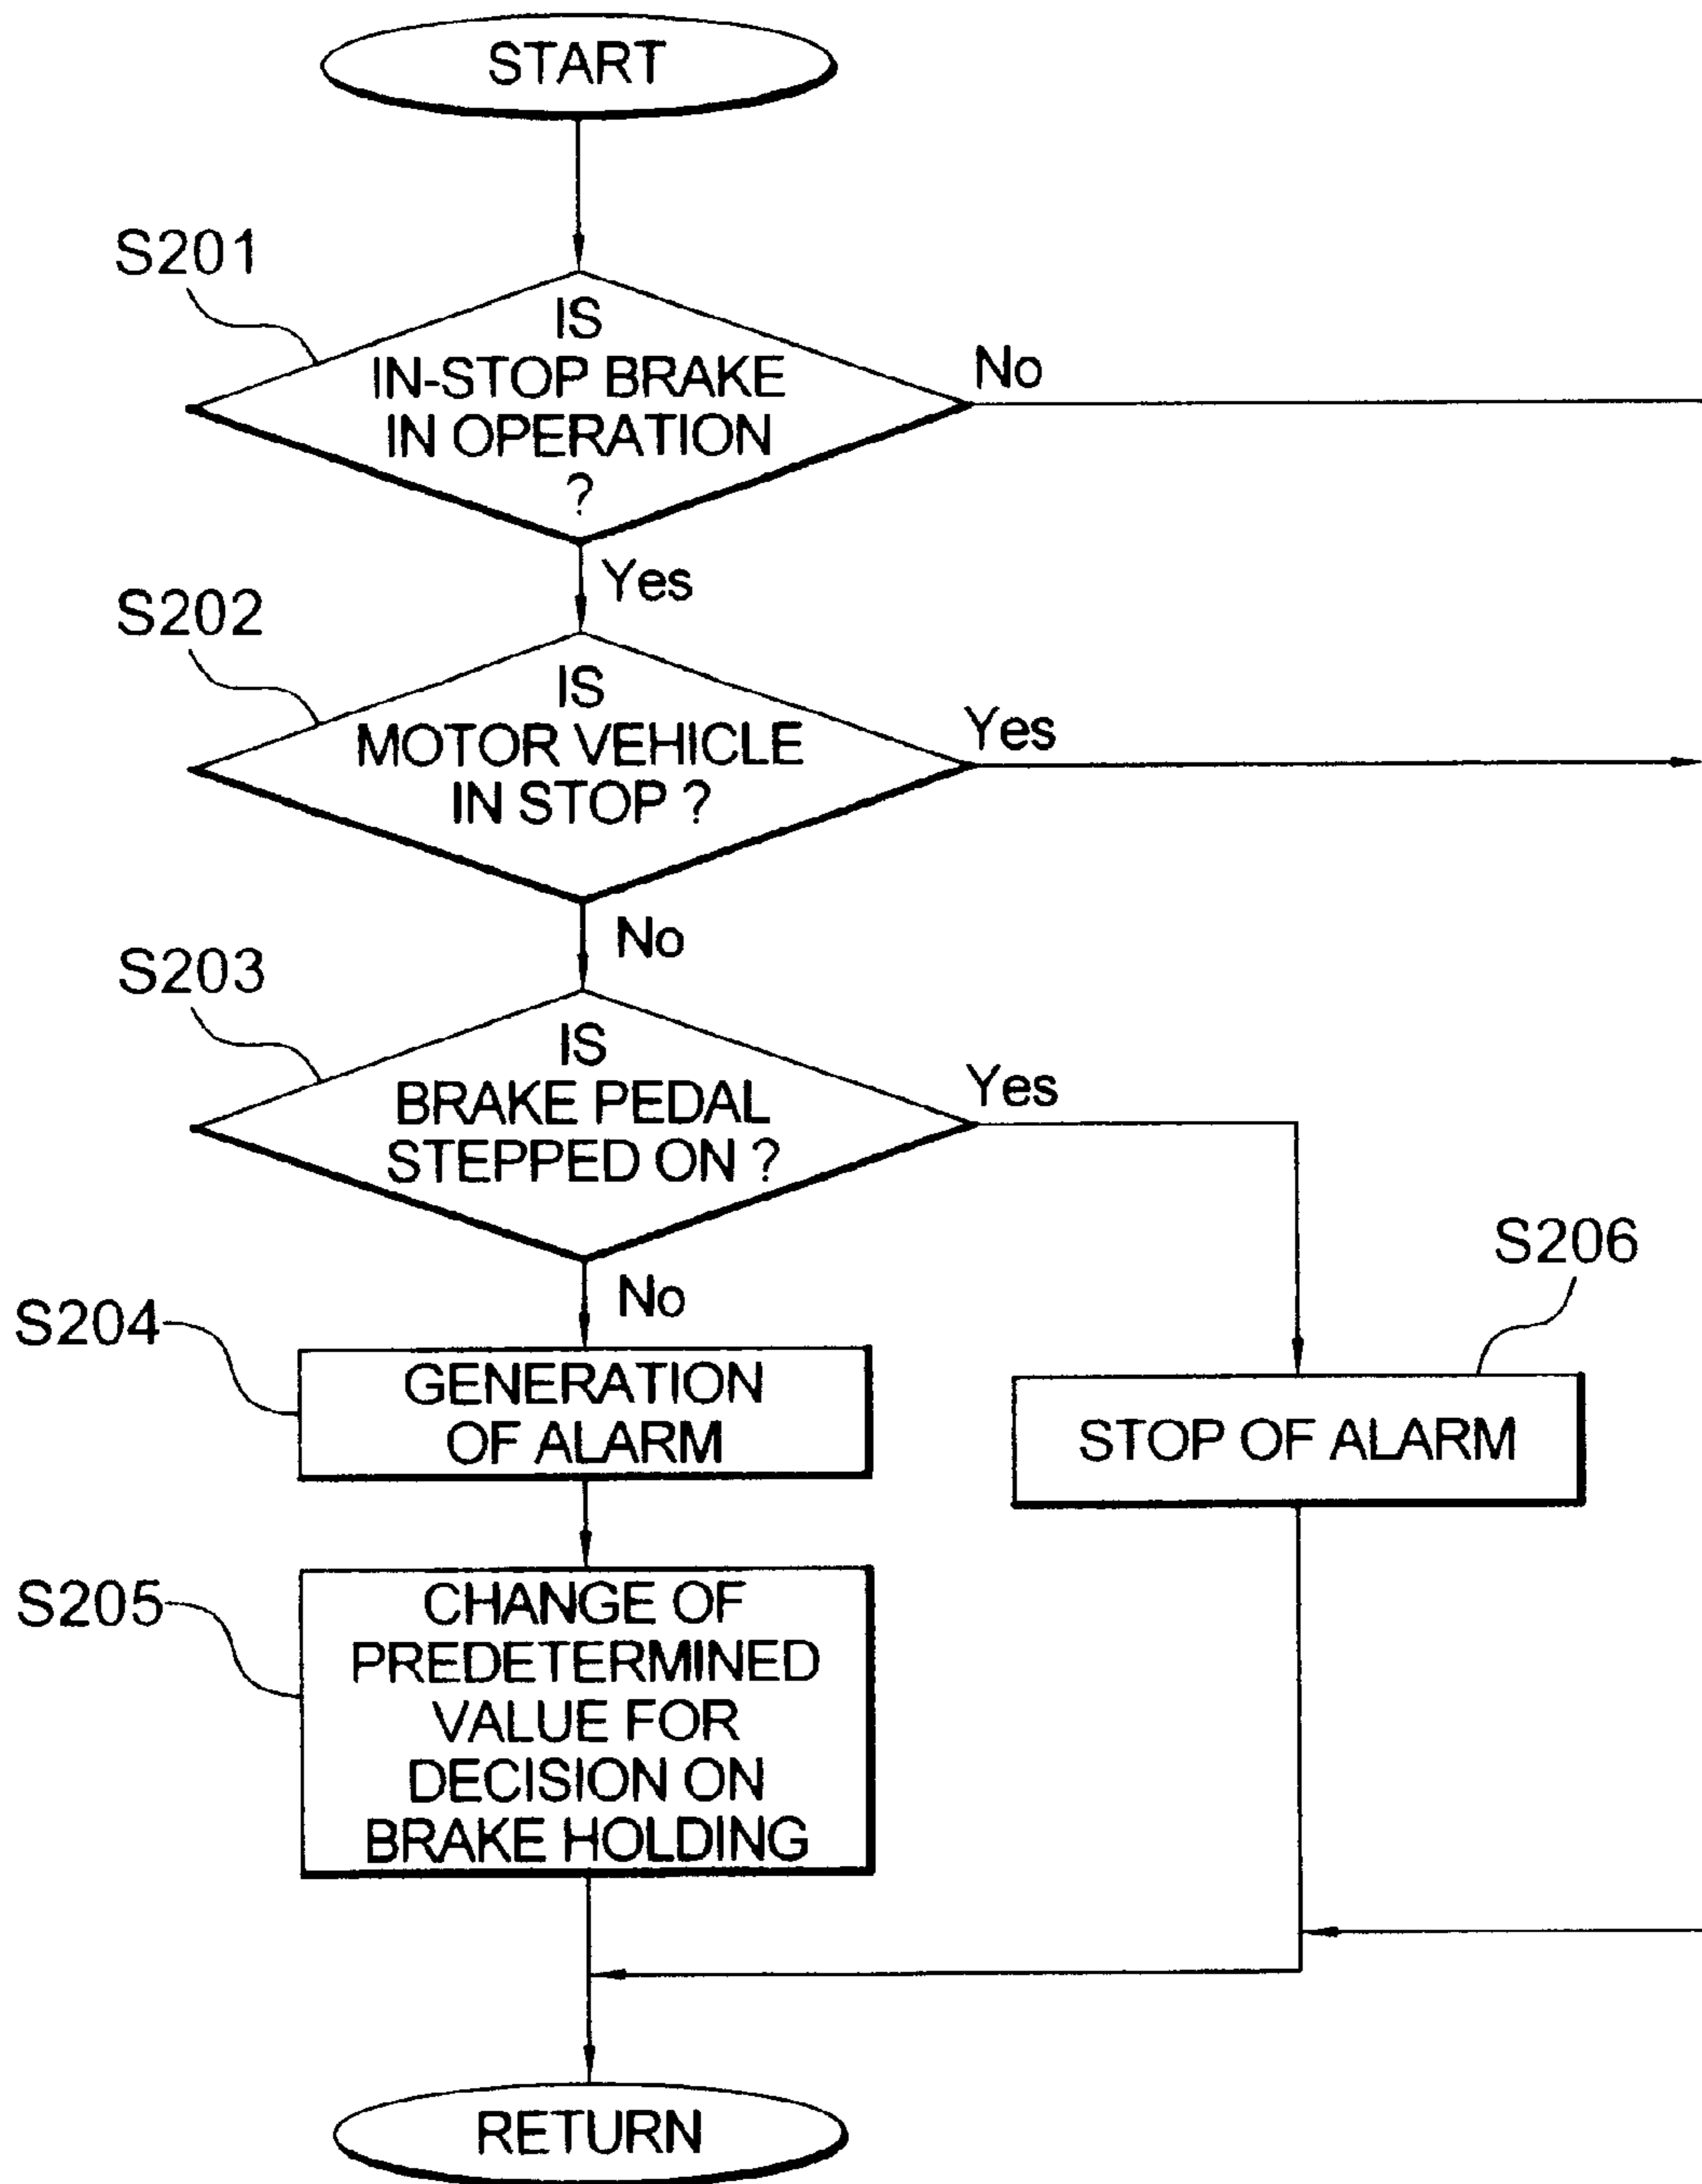 START
S201
IS
IN-STOP BRAKE
IN OPERATION
?
No
Yes
S202
IS
MOTOR VEHICLE
IN STOP ?
Yes
No
S203
IS
BRAKE PEDAL
STEPPED ON ?
Yes
No
S204
GENERATION
OF ALARM
S206
STOP OF ALARM
S205
CHANGE OF
PREDETERMINED
VALUE FOR
DECISION ON
BRAKE HOLDING
RETURN